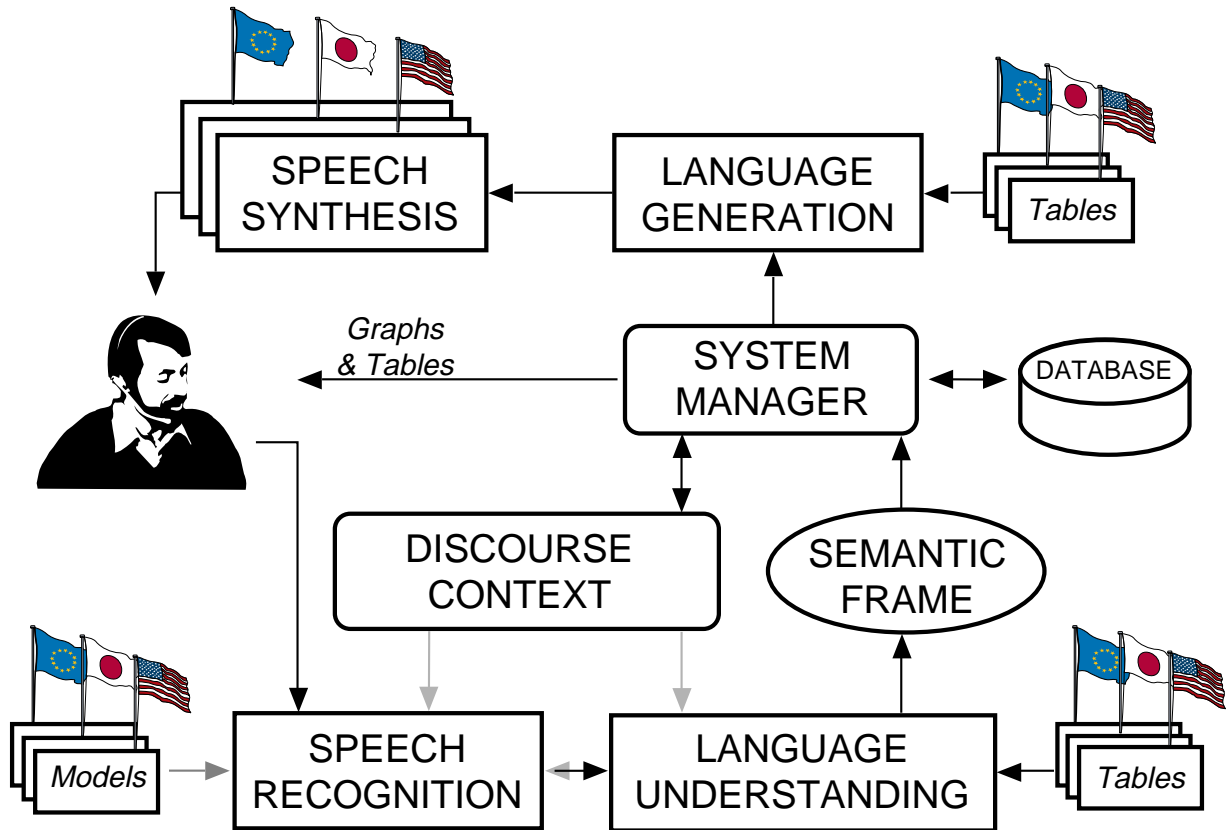 SPEECH
SYNTHESIS
LANGUAGE
GENERATION
Tables
Graphs
& Tables
SYSTEM
MANAGER
DATABASE
DISCOURSE
CONTEXT
SEMANTIC
FRAME
Models
SPEECH
RECOGNITION
LANGUAGE
UNDERSTANDING
Tables